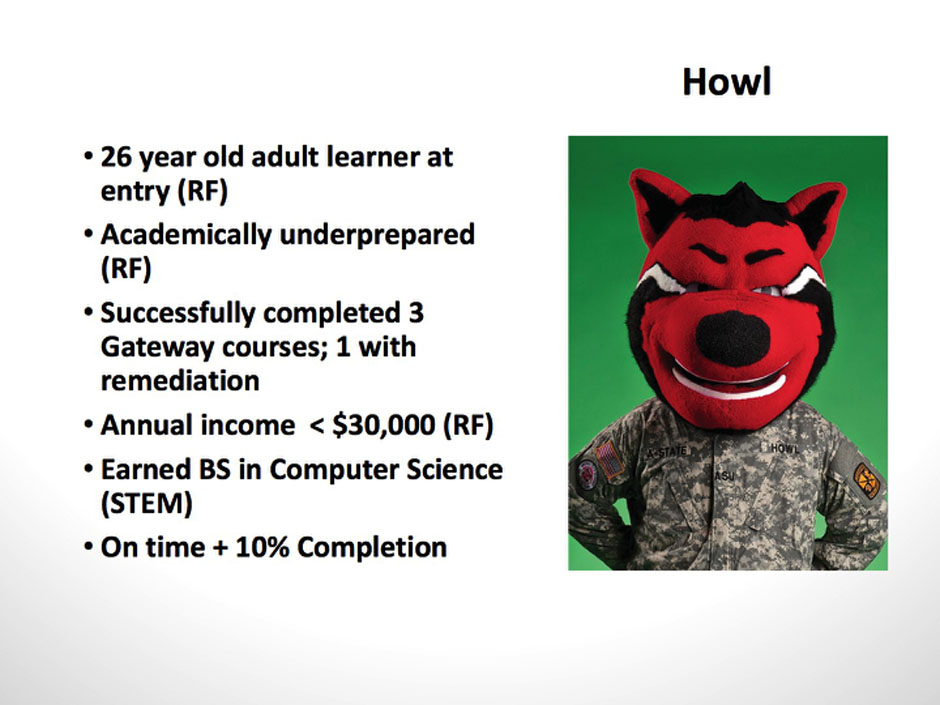 Howl
• 26 year old adult learner at
entry (RF)
• Academically underprepared
(RF)
• Successfully completed 3
Gateway courses; 1 with
remediation
• Annual income < $30,000 (RF)
• Earned BS in Computer Science
(STEM)
• On time + 10% Completion
A-STATE
HOWL
ASU